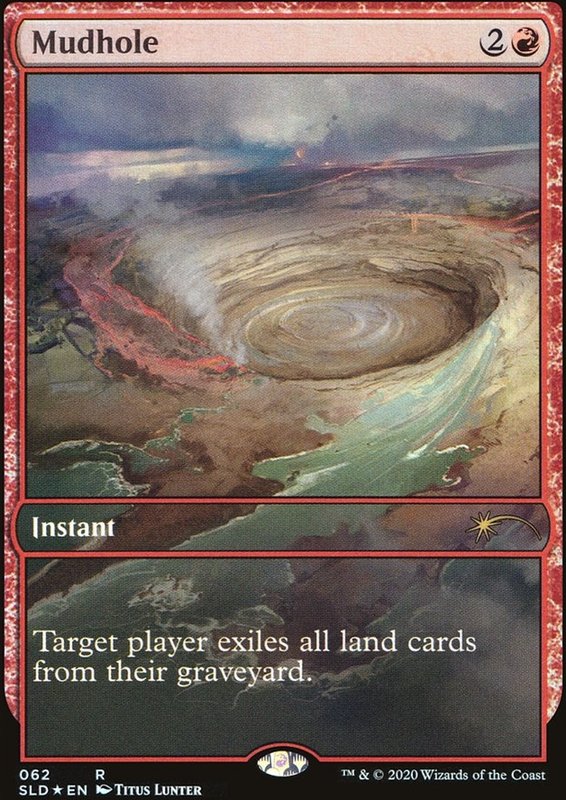 Mudhole 2
Instant
Target player exiles all land cards
from their graveyard.
062 R
SLD★EN Titus Lunter
™ & © 2020 Wizards of the Coast